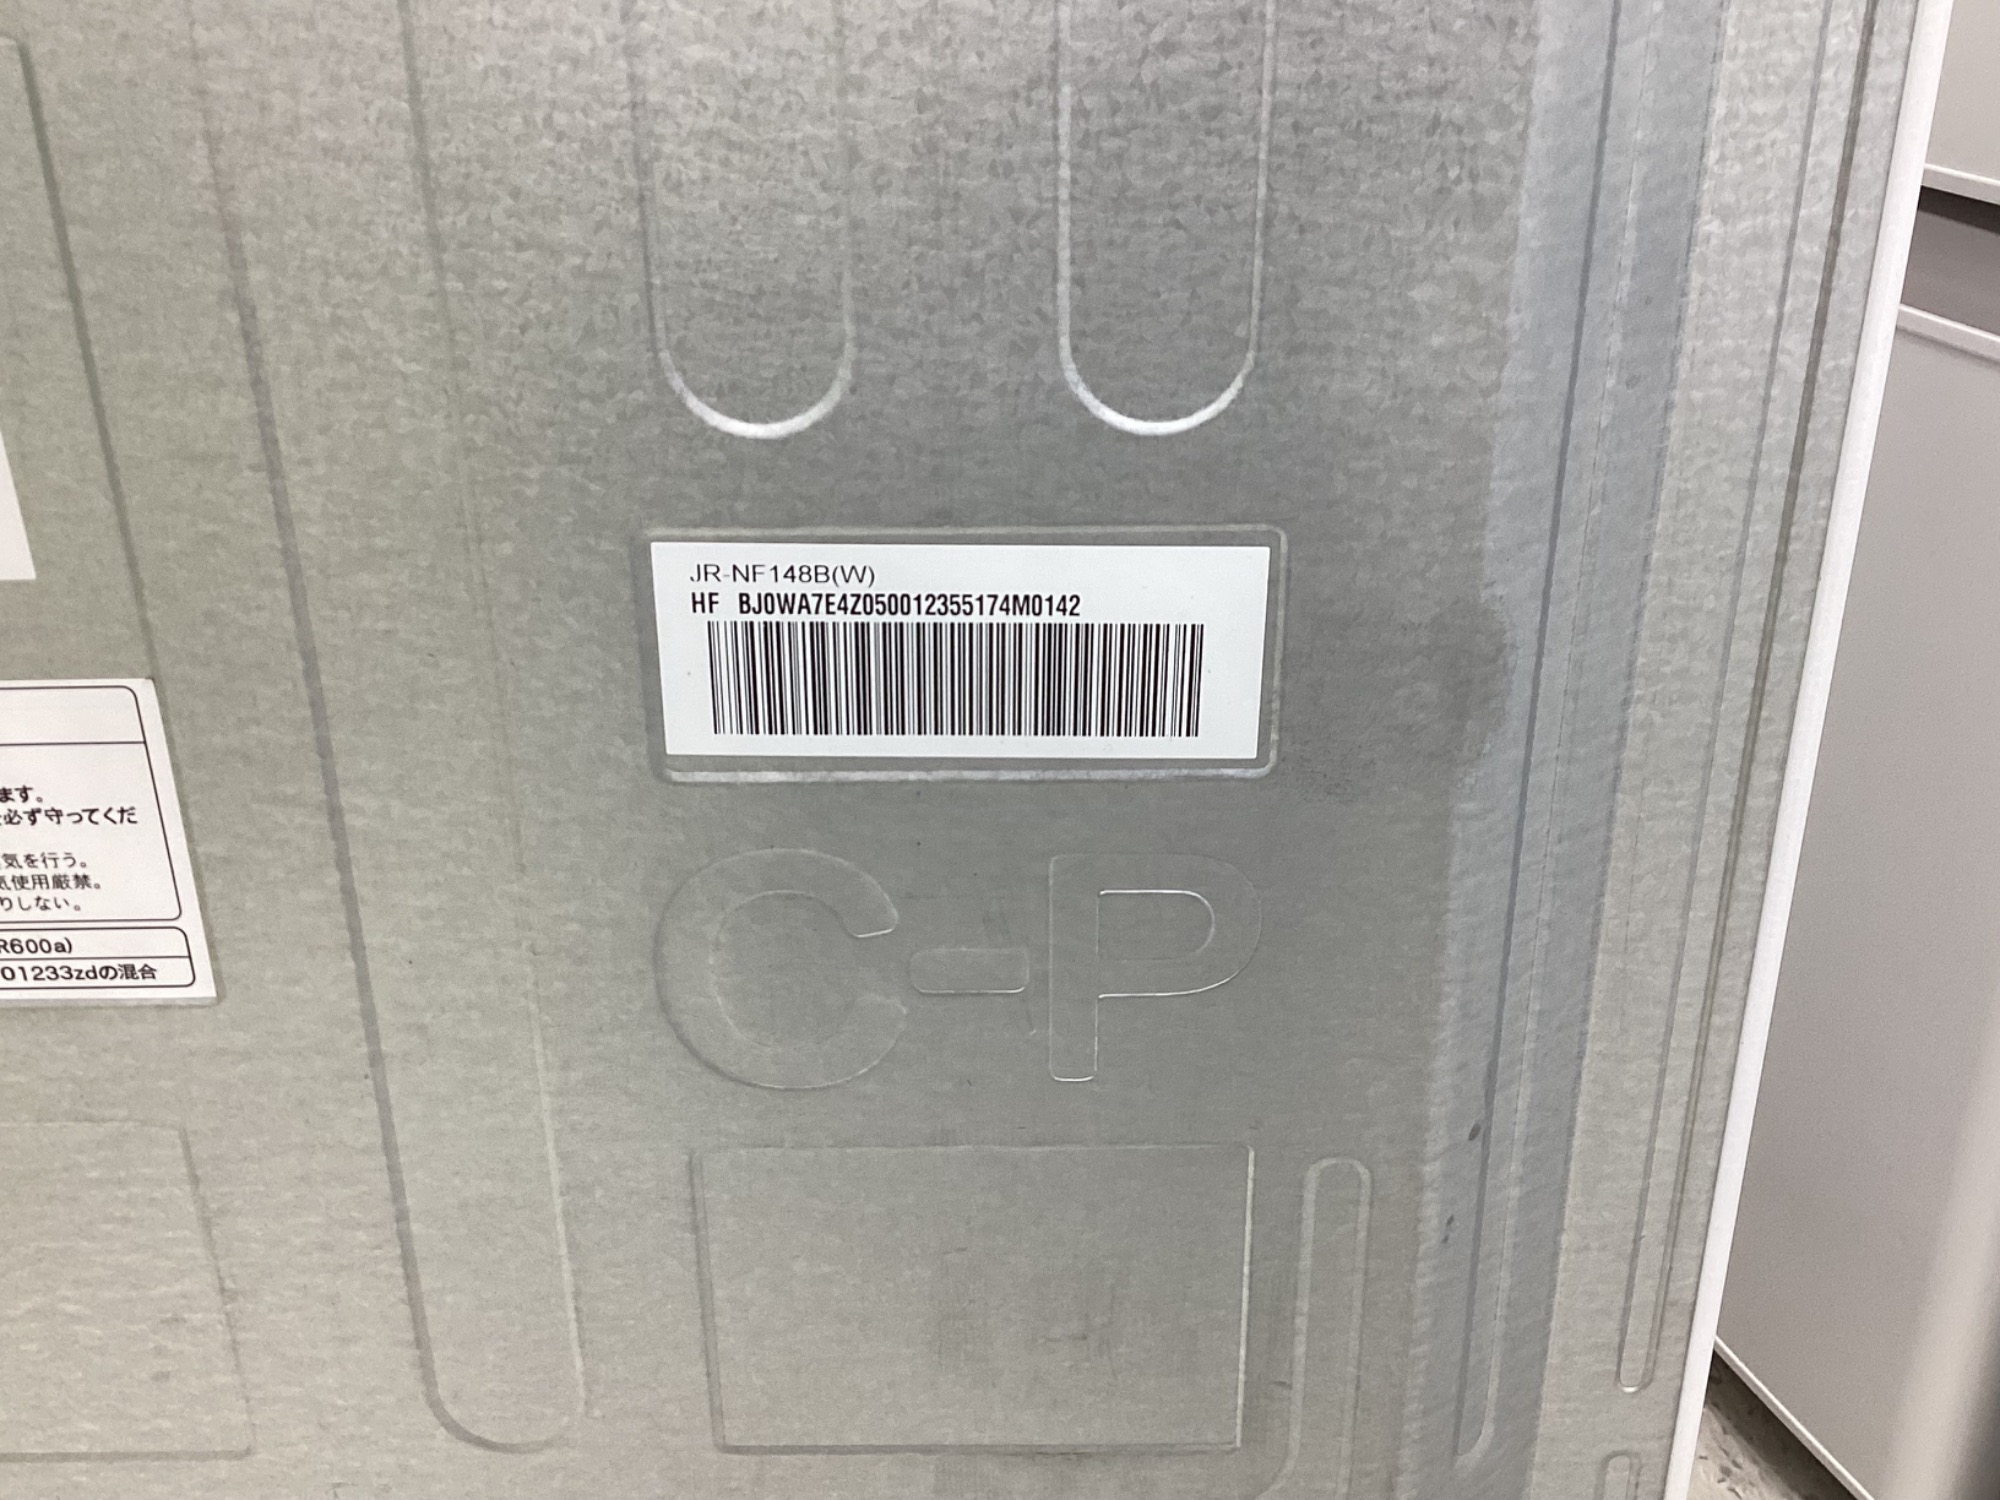 JR-NF148B(W)
HF BJ0WA7E4Z050012355174M0142
ます。
必ず守ってくだ
気を行う。
気使用厳禁。
りしない。
R600a)
01233zdの混合
C-P